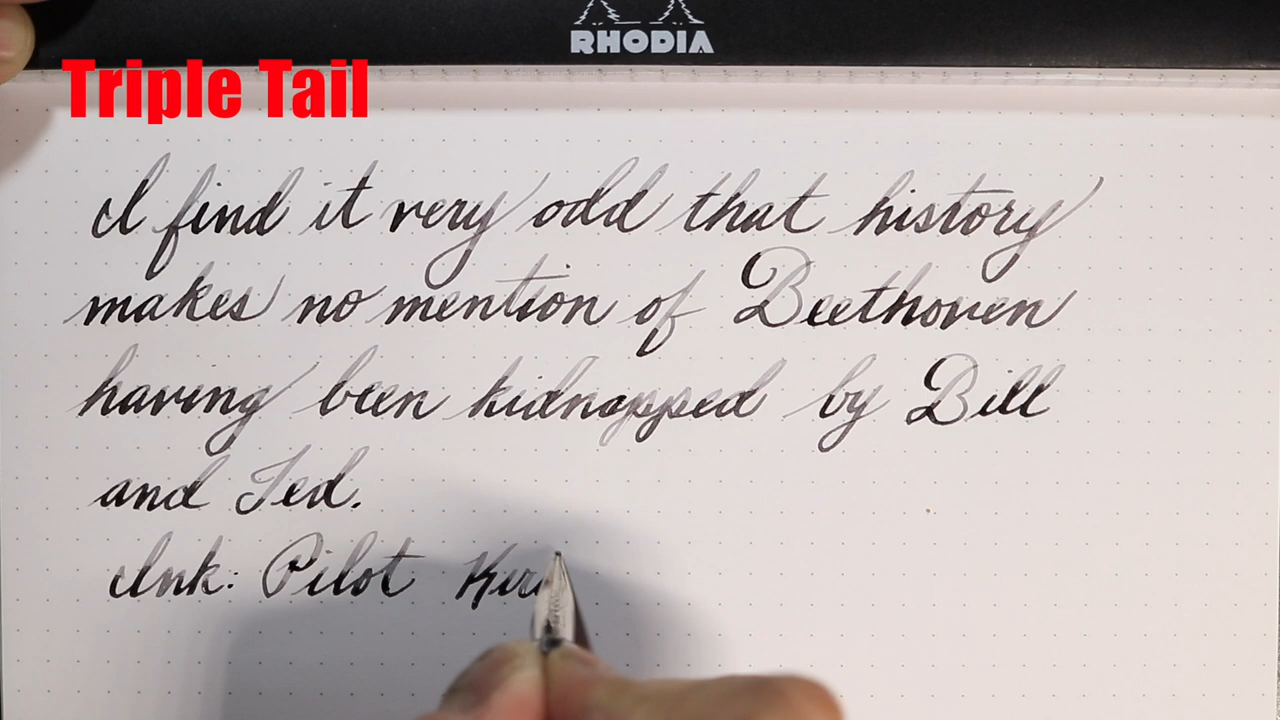 RHODIA
Triple Tail
I find it very odd that history
makes no mention of Beethoven
having been kidnapped by Bill
and Ted.
Ink: Pilot